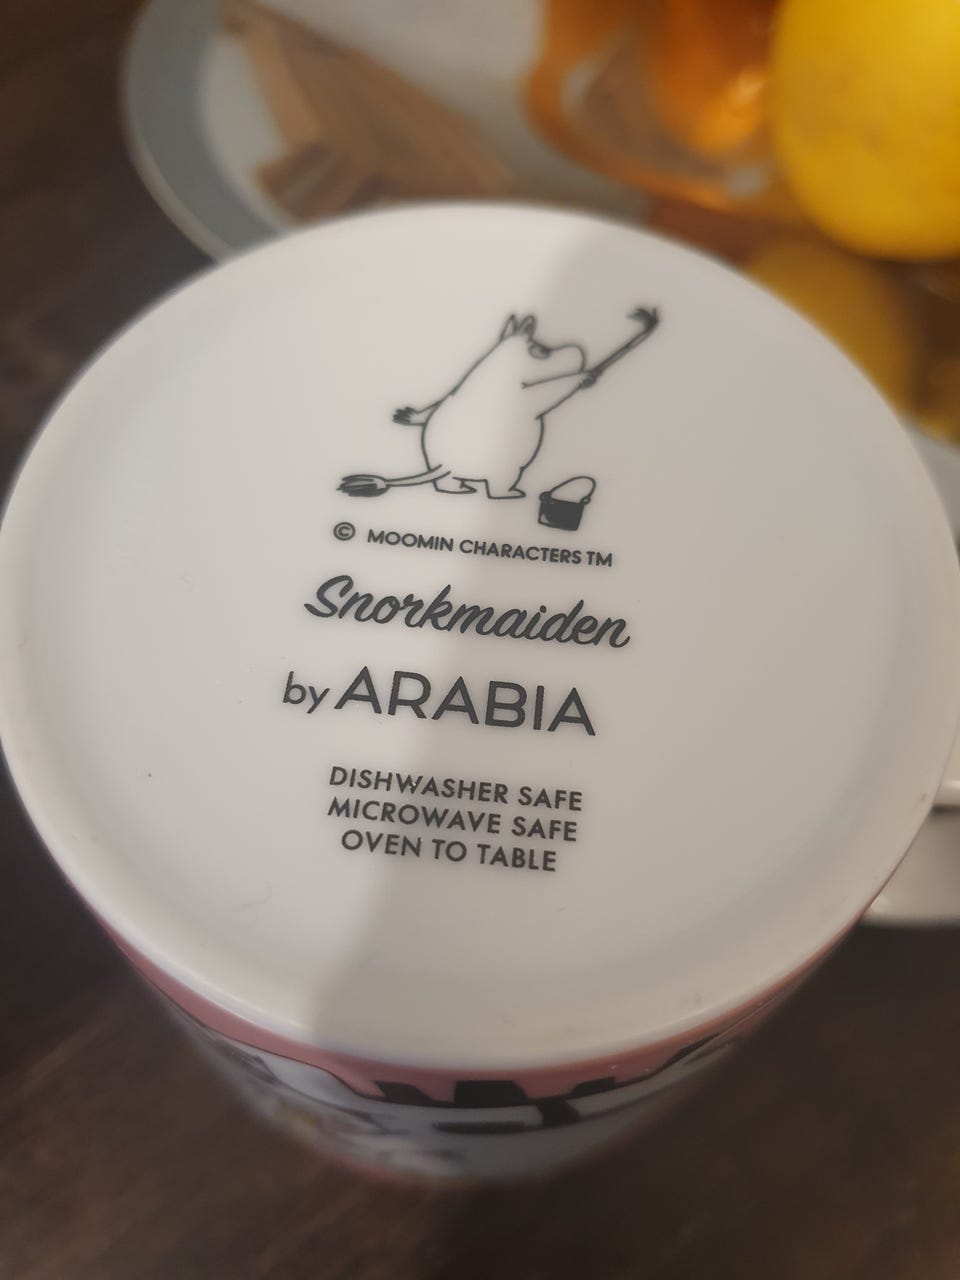 © MOOMIN CHARACTERS TM
Snorkmaiden
by ARABIA
DISHWASHER SAFE
MICROWAVE SAFE
OVEN TO TABLE